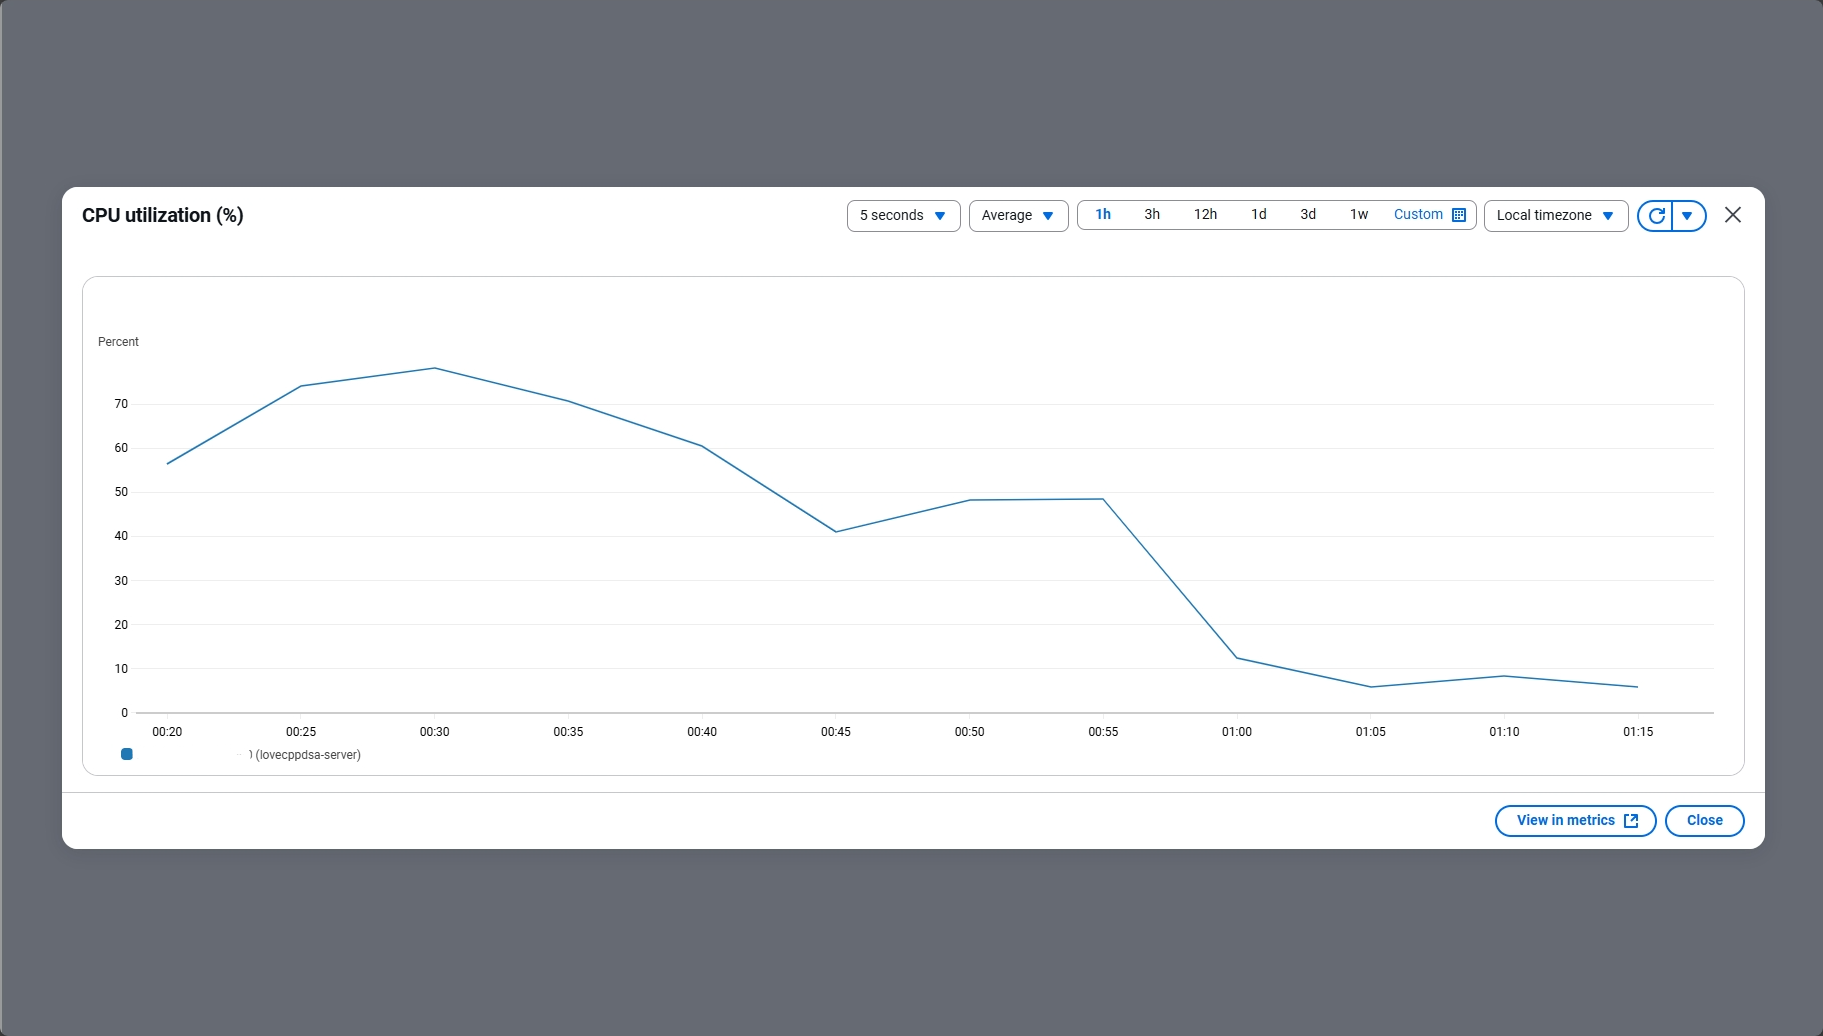 CPU utilization (%)
5 seconds
Average
1h 3h 12h 1d 3d 1w Custom
Local timezone
Percent
70
60
50
40
30
20
10
0
00:20 00:25 00:30 00:35 00:40 00:45 00:50 00:55 01:00 01:05 01:10 01:15
(lovecppdsa-server)
View in metrics
Close